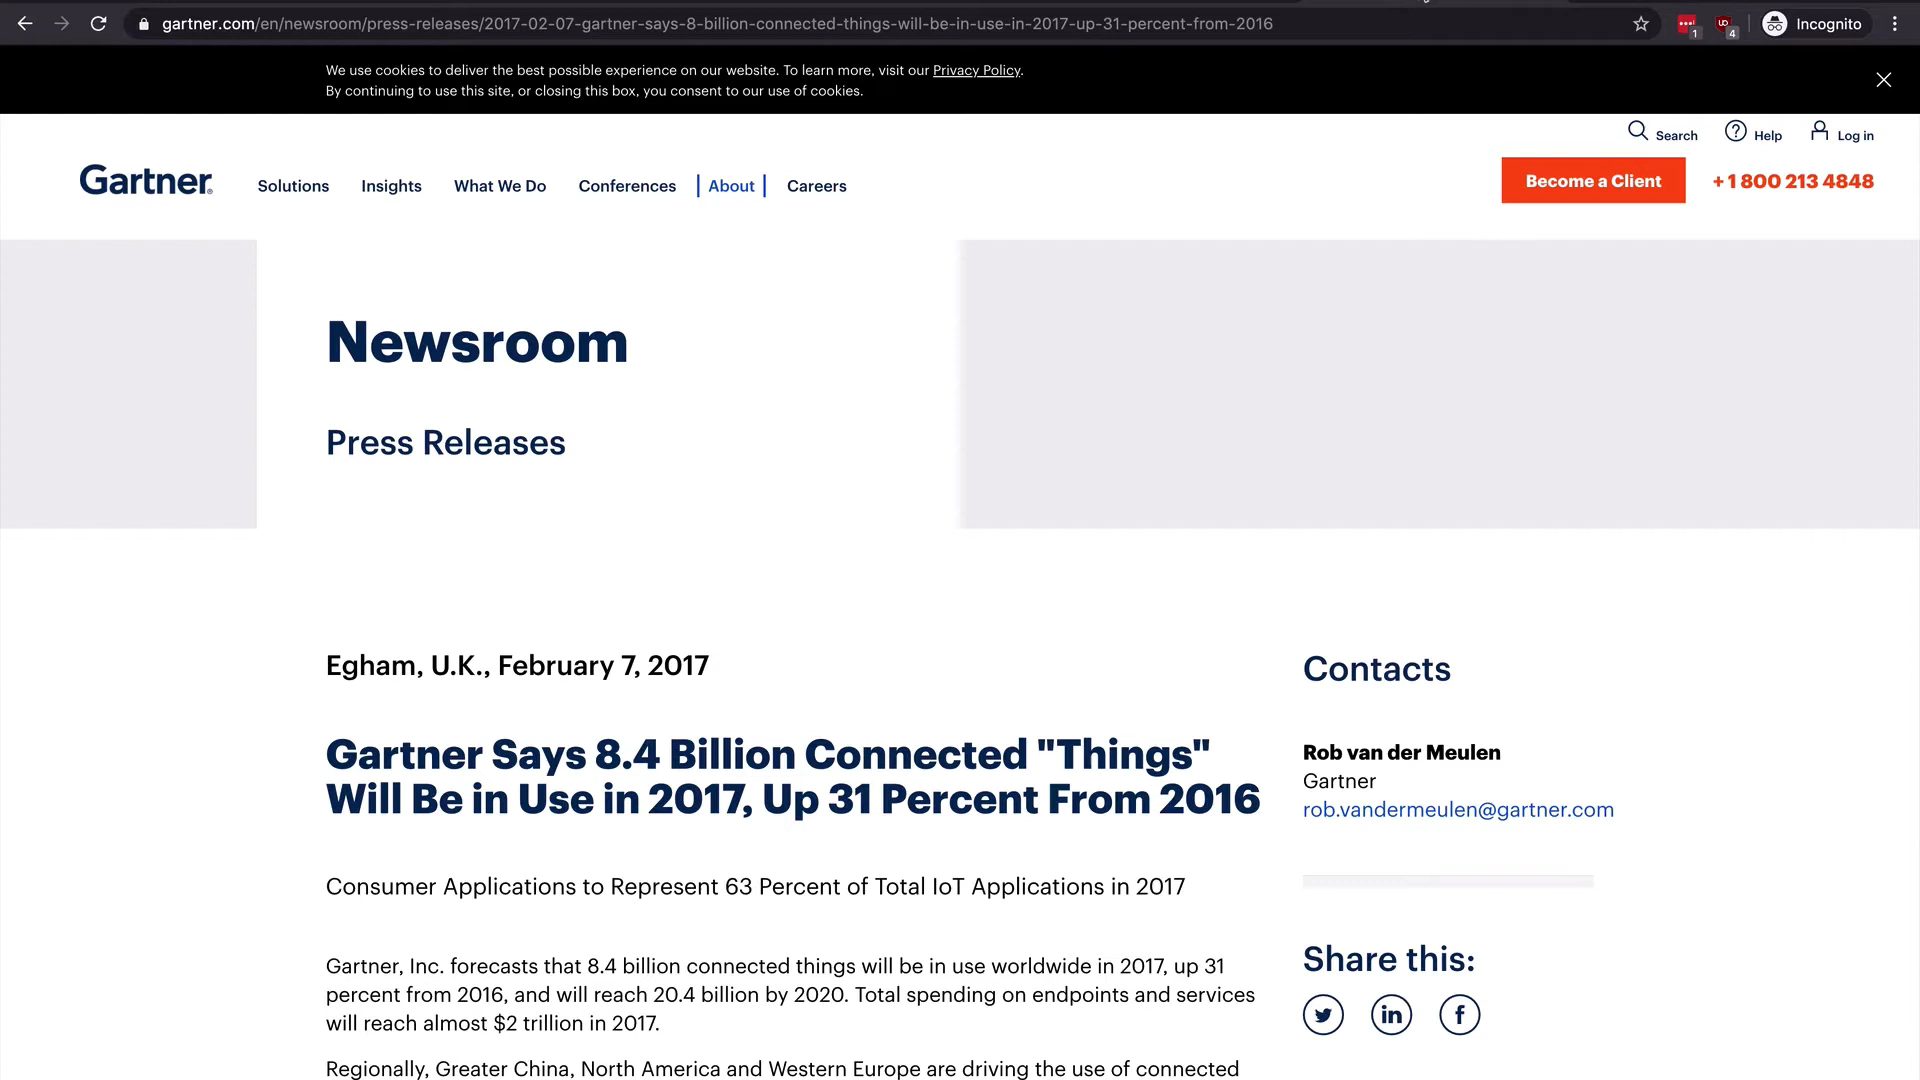 gartner.com/en/newsroom/press-releases/2017-02-07-gartner-says-8-billion-connected-things-will-be-in-use-in-2017-up-31-percent-from-2016
1
4
Incognito
We use cookies to deliver the best possible experience on our website. To learn more, visit our Privacy Policy.
By continuing to use this site, or closing this box, you consent to our use of cookies.
Search
Help
Log in
Gartner
Solutions
Insights
What We Do
Conferences
About
Careers
Become a Client
+1 800 213 4848
Newsroom
Press Releases
Egham, U.K., February 7, 2017
Gartner Says 8.4 Billion Connected "Things"
Will Be in Use in 2017, Up 31 Percent From 2016
Consumer Applications to Represent 63 Percent of Total IoT Applications in 2017
Gartner, Inc. forecasts that 8.4 billion connected things will be in use worldwide in 2017, up 31
percent from 2016, and will reach 20.4 billion by 2020. Total spending on endpoints and services
will reach almost $2 trillion in 2017.
Regionally, Greater China, North America and Western Europe are driving the use of connected
Contacts
Rob van der Meulen
Gartner
rob.vandermeulen@gartner.com
Share this:
in
f